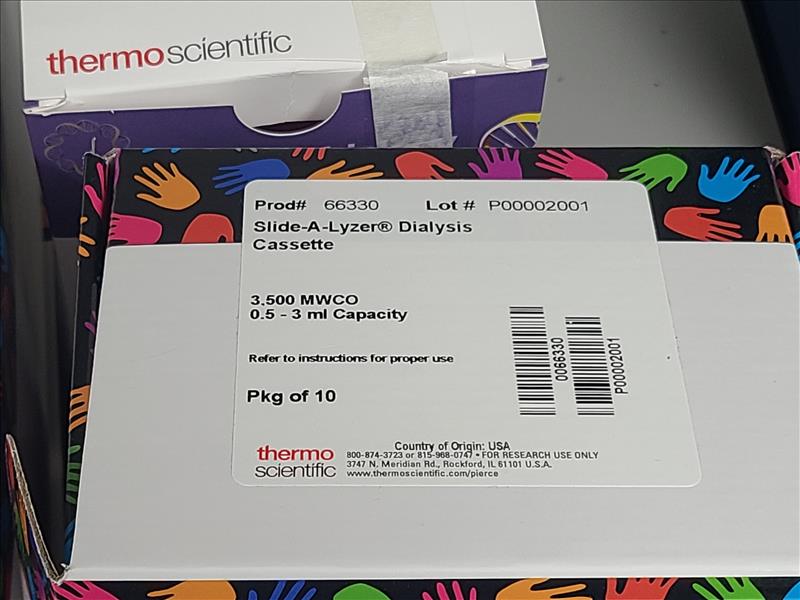 thermo scientific
Prod# 66330 Lot # P00002001
Slide-A-Lyzer® Dialysis
Cassette
3,500 MWCO
0.5 - 3 ml Capacity
Refer to instructions for proper use
Pkg of 10
0066330
P00002001
Country of Origin: USA
thermo
scientific
800-874-3723 or 815-968-0747 • FOR RESEARCH USE ONLY
3747 N. Meridian Rd., Rockford, IL 61101 U.S.A.
www.thermoscientific.com/pierce